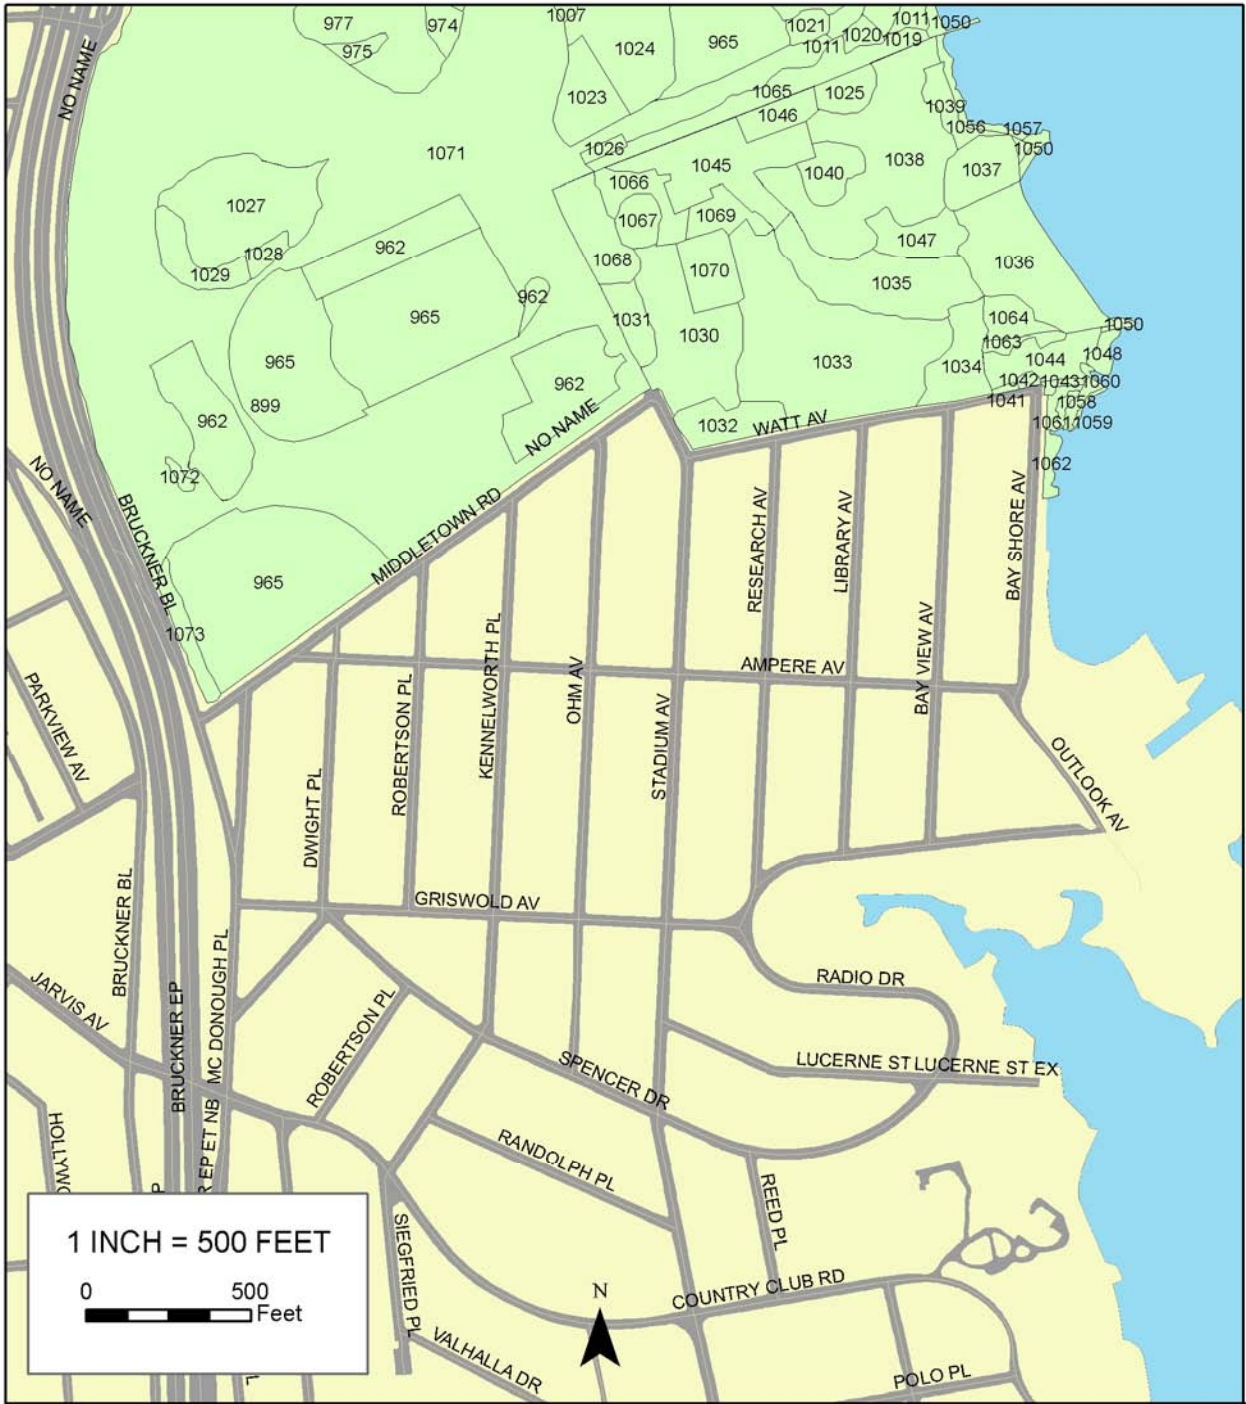 977
974
1007
1021
1011
1050
975
1024
965
1011
1020
1019
NO NAME
1023
1065
1025
1046
1039
1056
1057
1050
1071
1026
1045
1038
1040
1037
1066
1027
1067
1069
1047
962
1028
1029
1068
1070
1036
1035
962
965
1031
1030
1064
1050
1063
965
1033
1034
1044
1048
962
1042
1043
1060
1041
1058
899
962
1032
WATT AV
1061
1059
NO NAME
1072
1062
NO NAME
BRUCKNER BL
MIDDLETOWN RD
RESEARCH AV
LIBRARY AV
BAY SHORE AV
965
1073
KENNELWORTH PL
OHM AV
AMPERE AV
BAY VIEW AV
PARKVIEW AV
ROBERTSON PL
STADIUM AV
DWIGHT PL
OUTLOOK AV
GRISWOLD AV
BRUCKNER BL
MC DONOUGH PL
JARVIS AV
BRUCKNER EP
RADIO DR
ROBERTSON PL
SPENCER DR
LUCERNE ST
LUCERNE ST EX
HOLLYWO
R EP ET NB
P
RANDOLPH PL
REED PL
SIEGFRIED PL
1 INCH = 500 FEET
0 500
Feet
N
COUNTRY CLUB RD
VALHALLA DR
POLO PL
L